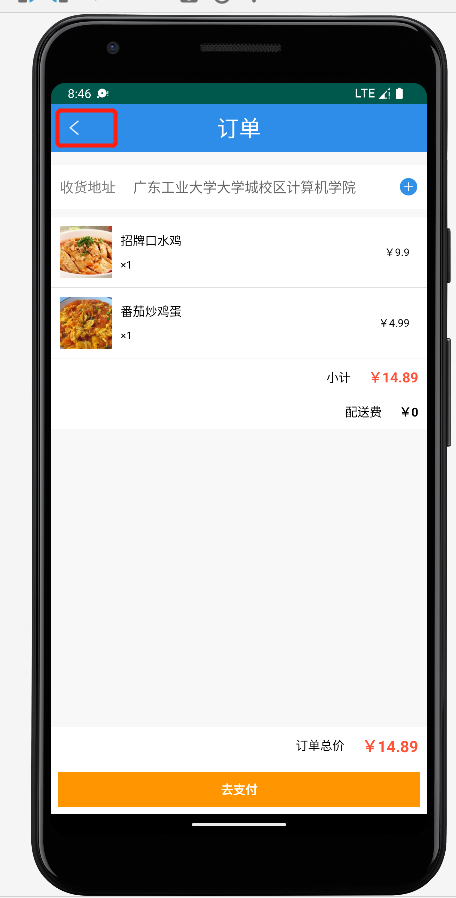 8:46 LTE
订单
收货地址 广东工业大学大学城校区计算机学院
招牌口水鸡
×1
￥9.9
番茄炒鸡蛋
×1
￥4.99
小计 ￥14.89
配送费 ￥0
订单总价 ￥14.89
去支付